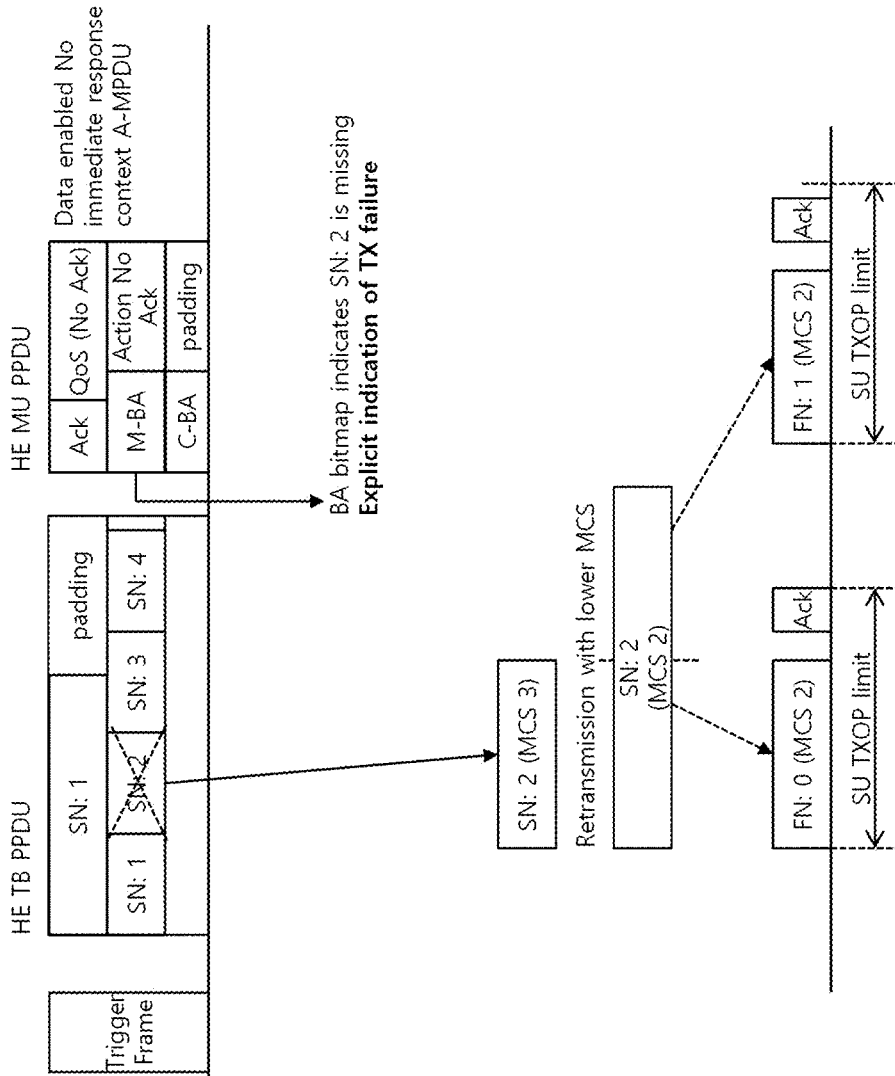 HE TB PPDU
HE MU PPDU
Trigger
Frame
SN: 1
padding
SN: 1
SN: 2
SN: 3
SN: 4
Ack
QoS (No Ack)
M-BA
Action No
Ack
C-BA
padding
Data enabled No
immediate response
context A-MPDU
BA bitmap indicates SN: 2 is missing
Explicit indication of TX failure
SN: 2 (MCS 3)
Retransmission with lower MCS
SN: 2
(MCS 2)
FN: 0 (MCS 2)
Ack
FN: 1 (MCS 2)
Ack
SU TXOP limit
SU TXOP limit